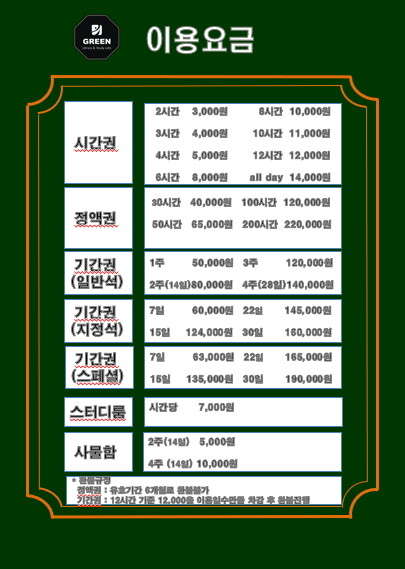 GREEN
이용요금
시간권
2시간 3,000원 8시간 10,000원
3시간 4,000원 10시간 11,000원
4시간 5,000원 12시간 12,000원
6시간 8,000원 all day 14,000원
정액권
30시간 40,000원 100시간 120,000원
50시간 65,000원 200시간 220,000원
기간권
(일반석)
1주 50,000원 3주 120,000원
2주(14일)80,000원 4주(28일)140,000원
기간권
(지정석)
7일 60,000원 22일 145,000원
15일 124,000원 30일 160,000원
기간권
(스페셜)
7일 63,000원 22일 165,000원
15일 135,000원 30일 190,000원
스터디룸
시간당 7,000원
사물함
2주(14일) 5,000원
4주 (14일) 10,000원
* 환불규정
정액권 : 유효기간 6개월로 환불불가
기간권 : 12시간 기준 12,000을 이용일수만큼 차감 후 환불진행